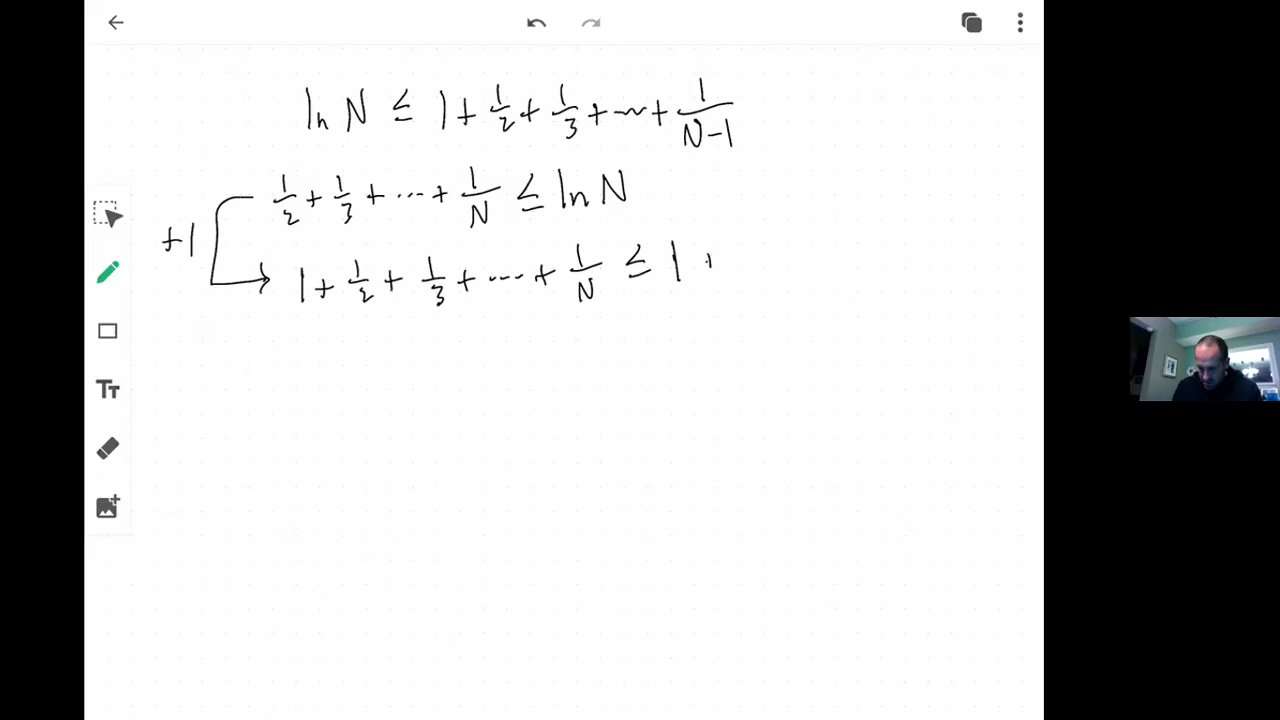 ln N ≤ 1 + 1/2 + 1/3 + ... + 1/(N-1)
1/2 + 1/3 + ... + 1/N ≤ ln N
+1
1 + 1/2 + 1/3 + ... + 1/N ≤ 1 +
TT